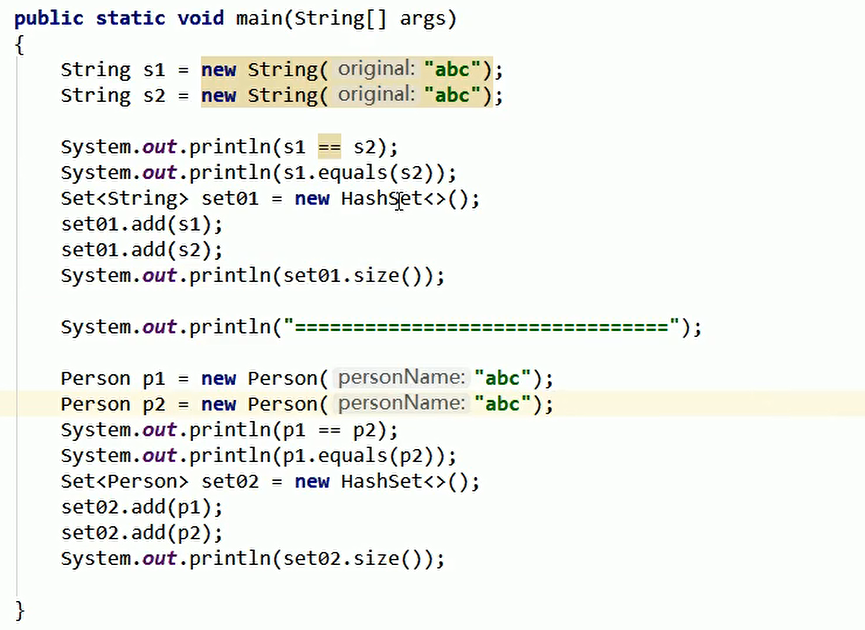 public static void main(String[] args)
{
    String s1 = new String( original: "abc");
    String s2 = new String( original: "abc");

    System.out.println(s1 == s2);
    System.out.println(s1.equals(s2));
    Set<String> set01 = new HashSet<>();
    set01.add(s1);
    set01.add(s2);
    System.out.println(set01.size());

    System.out.println("================================");

    Person p1 = new Person( personName: "abc");
    Person p2 = new Person( personName: "abc");
    System.out.println(p1 == p2);
    System.out.println(p1.equals(p2));
    Set<Person> set02 = new HashSet<>();
    set02.add(p1);
    set02.add(p2);
    System.out.println(set02.size());

}